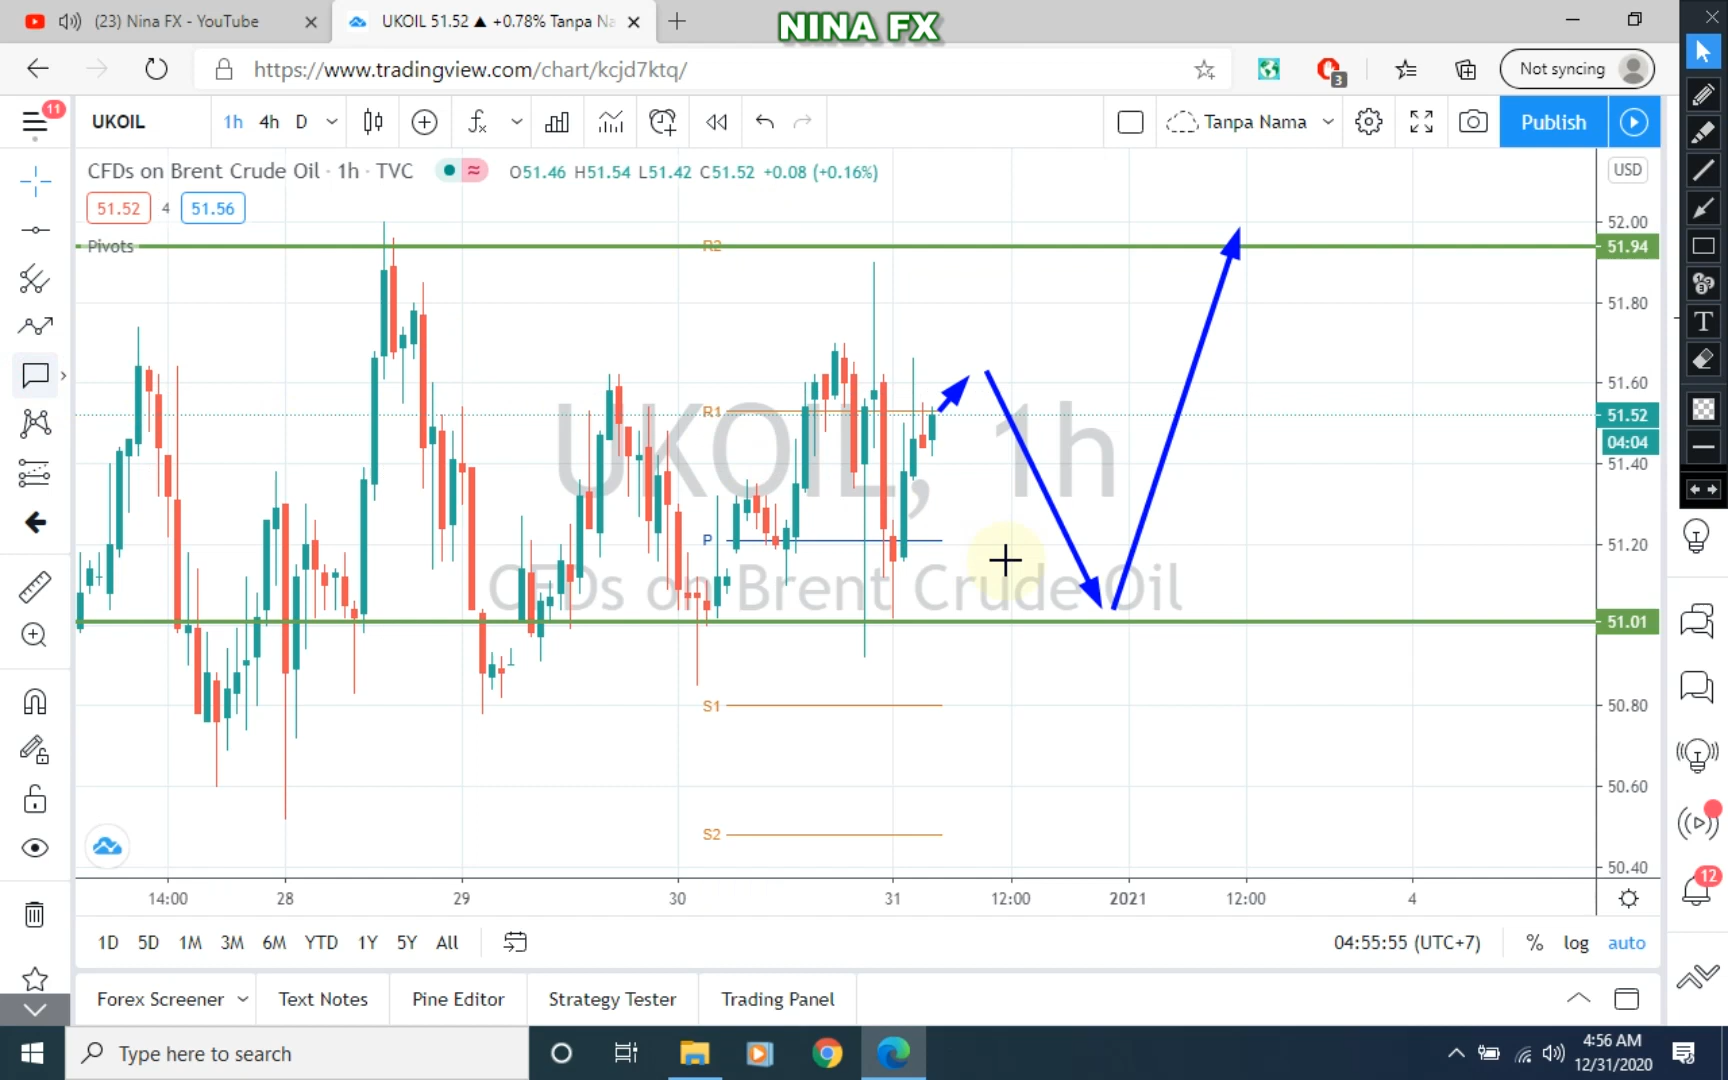 (23) Nina FX - YouTube
UKOIL 51.52 ▲ +0.78% Tanpa Na
NINA FX
https://www.tradingview.com/chart/kcjd7ktq/
3
Not syncing
11
UKOIL
1h 4h D
Tanpa Nama
Publish
CFDs on Brent Crude Oil · 1h · TVC
O51.46 H51.54 L51.42 C51.52 +0.08 (+0.16%)
USD
51.52 4 51.56
Pivots
R2
R1
P
S1
S2
UKOIL, 1h
CFDs on Brent Crude Oil
52.00
51.94
51.80
51.60
51.52
04:04
51.40
51.20
51.01
50.80
50.60
50.40
T
12
14:00 28 29 30 31 12:00 2021 12:00 4
1D 5D 1M 3M 6M YTD 1Y 5Y All
04:55:55 (UTC+7) % log auto
Forex Screener Text Notes Pine Editor Strategy Tester Trading Panel
Type here to search
4:56 AM
12/31/2020